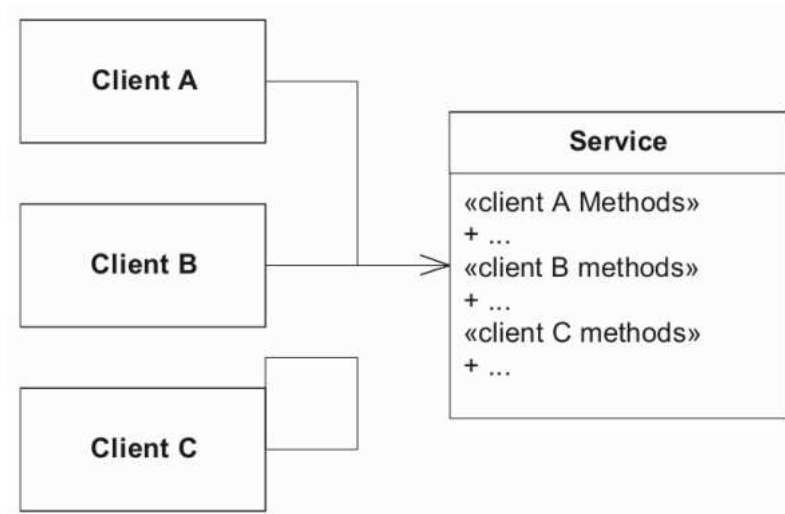 Client A
Client B
Client C
Service
«client A Methods»
+ ...
«client B methods»
+ ...
«client C methods»
+ ...